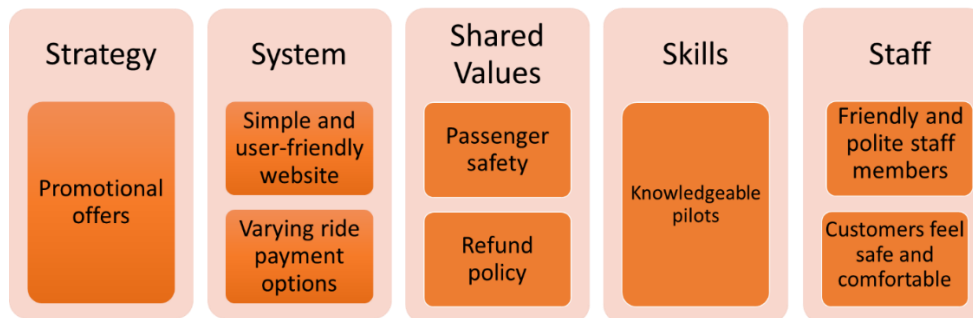 Strategy
Promotional
offers
System
Simple and
user-friendly
website
Varying ride
payment
options
Shared
Values
Passenger
safety
Refund
policy
Skills
Knowledgeable
pilots
Staff
Friendly and
polite staff
members
Customers feel
safe and
comfortable